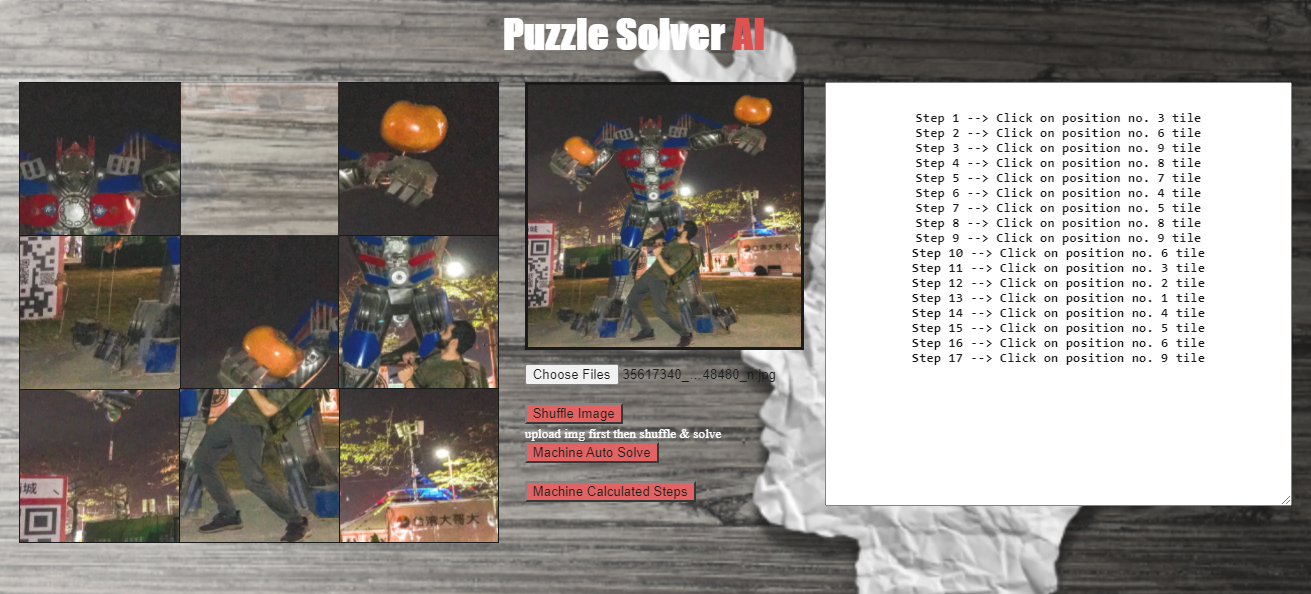 Puzzle Solver AI
城
台東大哥大
Choose Files 35617340_...48480_n.jpg
Shuffle Image
upload img first then shuffle & solve
Machine Auto Solve
Machine Calculated Steps
Step 1 --> Click on position no. 3 tile
Step 2 --> Click on position no. 6 tile
Step 3 --> Click on position no. 9 tile
Step 4 --> Click on position no. 8 tile
Step 5 --> Click on position no. 7 tile
Step 6 --> Click on position no. 4 tile
Step 7 --> Click on position no. 5 tile
Step 8 --> Click on position no. 8 tile
Step 9 --> Click on position no. 9 tile
Step 10 --> Click on position no. 6 tile
Step 11 --> Click on position no. 3 tile
Step 12 --> Click on position no. 2 tile
Step 13 --> Click on position no. 1 tile
Step 14 --> Click on position no. 4 tile
Step 15 --> Click on position no. 5 tile
Step 16 --> Click on position no. 6 tile
Step 17 --> Click on position no. 9 tile